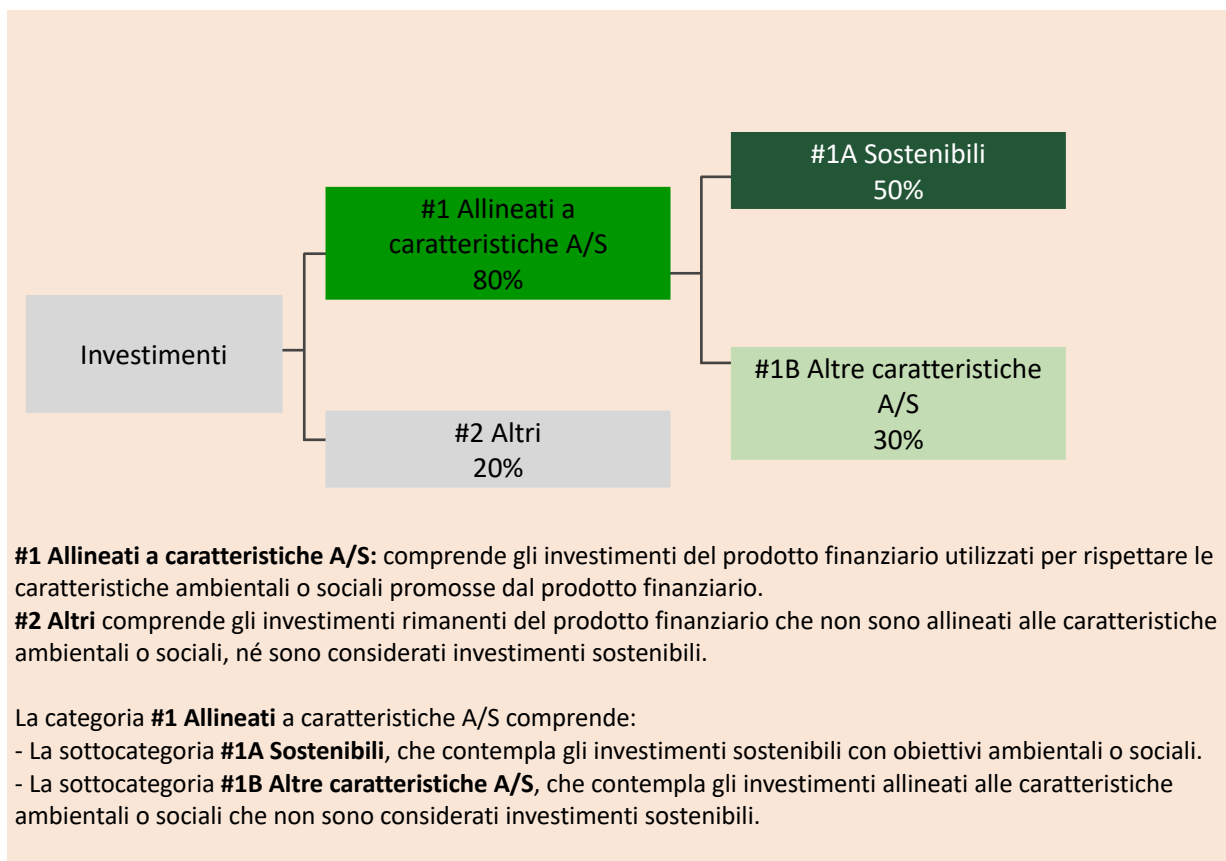 #1A Sostenibili
50%
#1 Allineati a
caratteristiche A/S
80%
Investimenti
#1B Altre caratteristiche
A/S
30%
#2 Altri
20%
#1 Allineati a caratteristiche A/S: comprende gli investimenti del prodotto finanziario utilizzati per rispettare le
caratteristiche ambientali o sociali promosse dal prodotto finanziario.
#2 Altri comprende gli investimenti rimanenti del prodotto finanziario che non sono allineati alle caratteristiche
ambientali o sociali, né sono considerati investimenti sostenibili.
La categoria #1 Allineati a caratteristiche A/S comprende:
- La sottocategoria #1A Sostenibili, che contempla gli investimenti sostenibili con obiettivi ambientali o sociali.
- La sottocategoria #1B Altre caratteristiche A/S, che contempla gli investimenti allineati alle caratteristiche
ambientali o sociali che non sono considerati investimenti sostenibili.